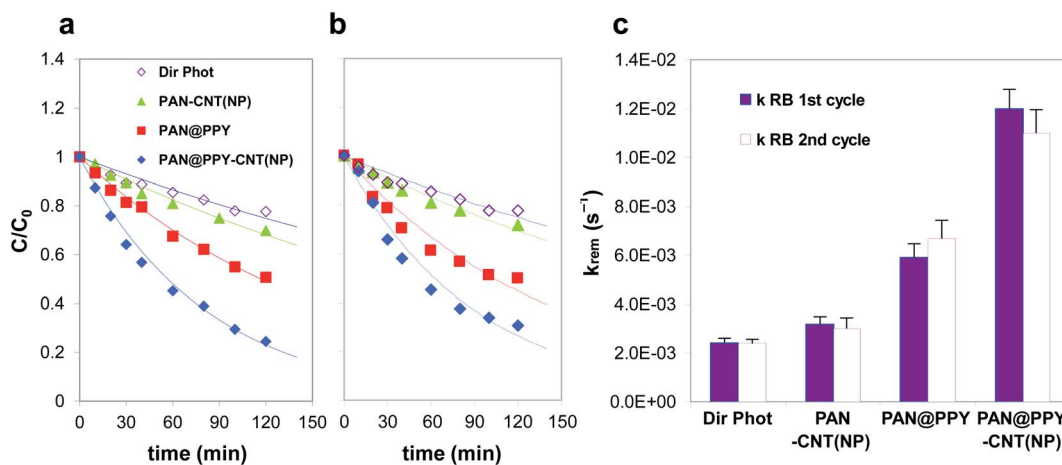 a
b
c
1.4
1.2
1
0.8
0.6
0.4
0.2
0
C/C₀
Dir Phot
PAN-CNT(NP)
PAN@PPY
PAN@PPY-CNT(NP)
0 30 60 90 120 150
time (min)
0 30 60 90 120 150
time (min)
1.4E-02
1.2E-02
1.0E-02
8.0E-03
6.0E-03
4.0E-03
2.0E-03
0.0E+00
kᵣₑₘ (s⁻¹)
k RB 1st cycle
k RB 2nd cycle
Dir Phot
PAN
-CNT(NP)
PAN@PPY
PAN@PPY
-CNT(NP)